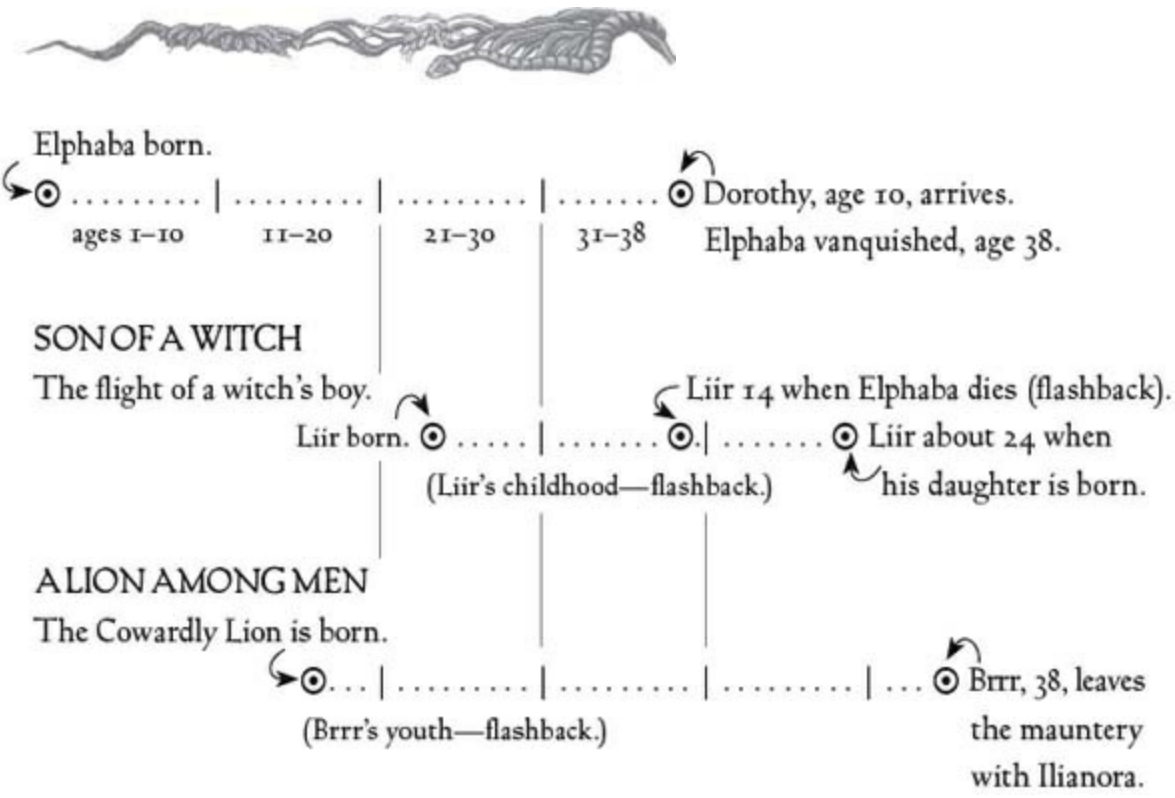 Elphaba born.
ages 1–10
11–20
21–30
31–38
Dorothy, age 10, arrives.
Elphaba vanquished, age 38.
SON OF A WITCH
The flight of a witch's boy.
Liir born.
Liir 14 when Elphaba dies (flashback).
Liir about 24 when
his daughter is born.
(Liir's childhood—flashback.)
A LION AMONG MEN
The Cowardly Lion is born.
(Brrr's youth—flashback.)
Brrr, 38, leaves
the mauntery
with Ilianora.